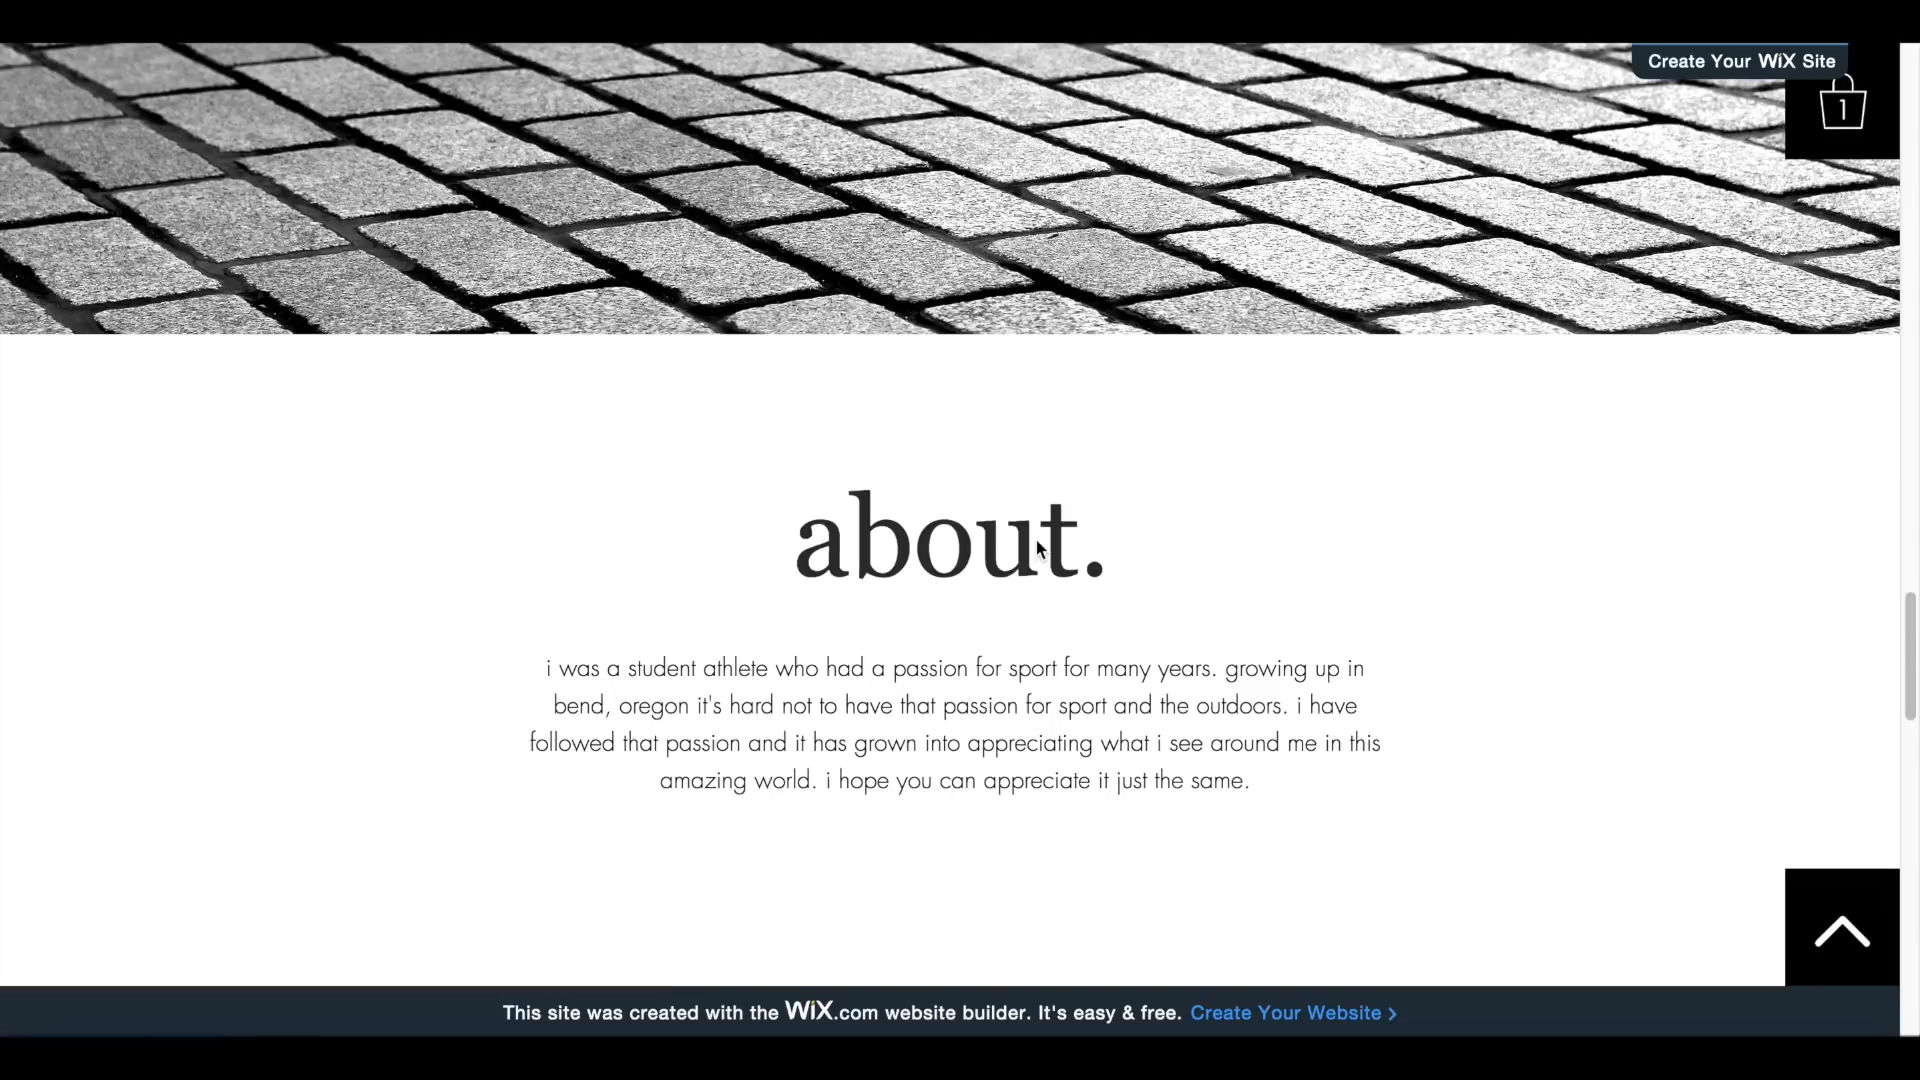 Create Your WiX Site
1
about.
i was a student athlete who had a passion for sport for many years. growing up in
bend, oregon it's hard not to have that passion for sport and the outdoors. i have
followed that passion and it has grown into appreciating what i see around me in this
amazing world. i hope you can appreciate it just the same.
This site was created with the WiX.com website builder. It's easy & free. Create Your Website >